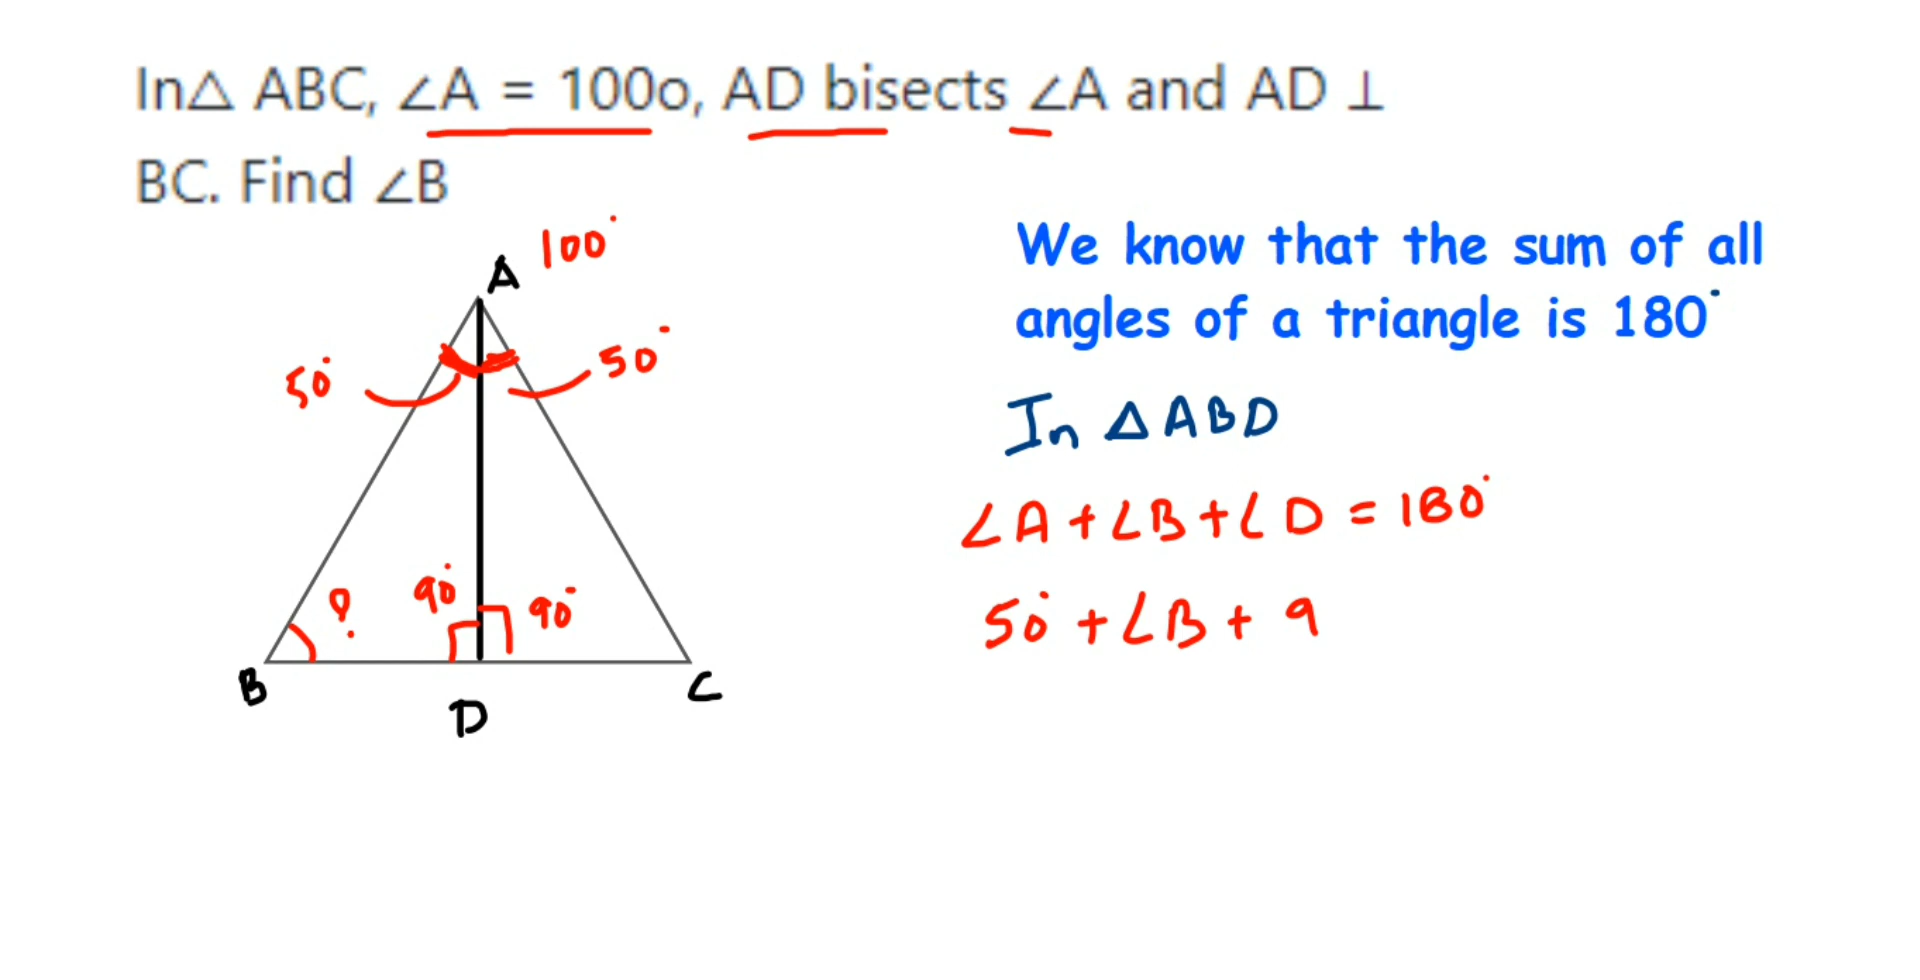 In△ ABC, ∠A = 100o, AD bisects ∠A and AD ⊥
BC. Find ∠B
A 100°
50° 50°
? 90° 90°
B D C
We know that the sum of all
angles of a triangle is 180°
In △ABD
∠A+∠B+∠D = 180°
50° + ∠B + 9